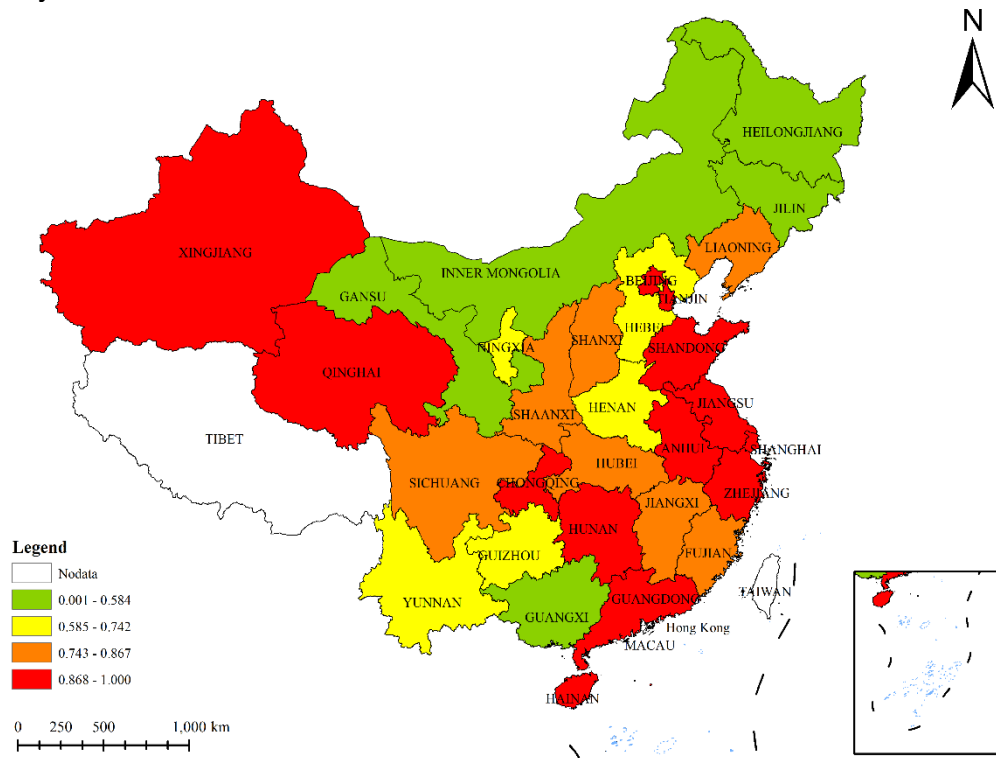 N
HEILONGJIANG
JILIN
LIAONING
XINGJIANG
INNER MONGOLIA
GANSU
BEIJING
TIANJIN
HEBEI
SHANXI
NINGXIA
SHANDONG
QINGHAI
HENAN
JIANGSU
SHAANXI
TIBET
ANHUI
SHANGHAI
HUBEI
SICHUANG
CHONGQING
ZHEJIANG
JIANGXI
HUNAN
GUIZHOU
FUJIAN
YUNNAN
GUANGXI
GUANGDONG
TAIWAN
Hong Kong
MACAU
HAINAN
Legend
Nodata
0.001 - 0.584
0.585 - 0.742
0.743 - 0.867
0.868 - 1.000
0 250 500 1,000 km